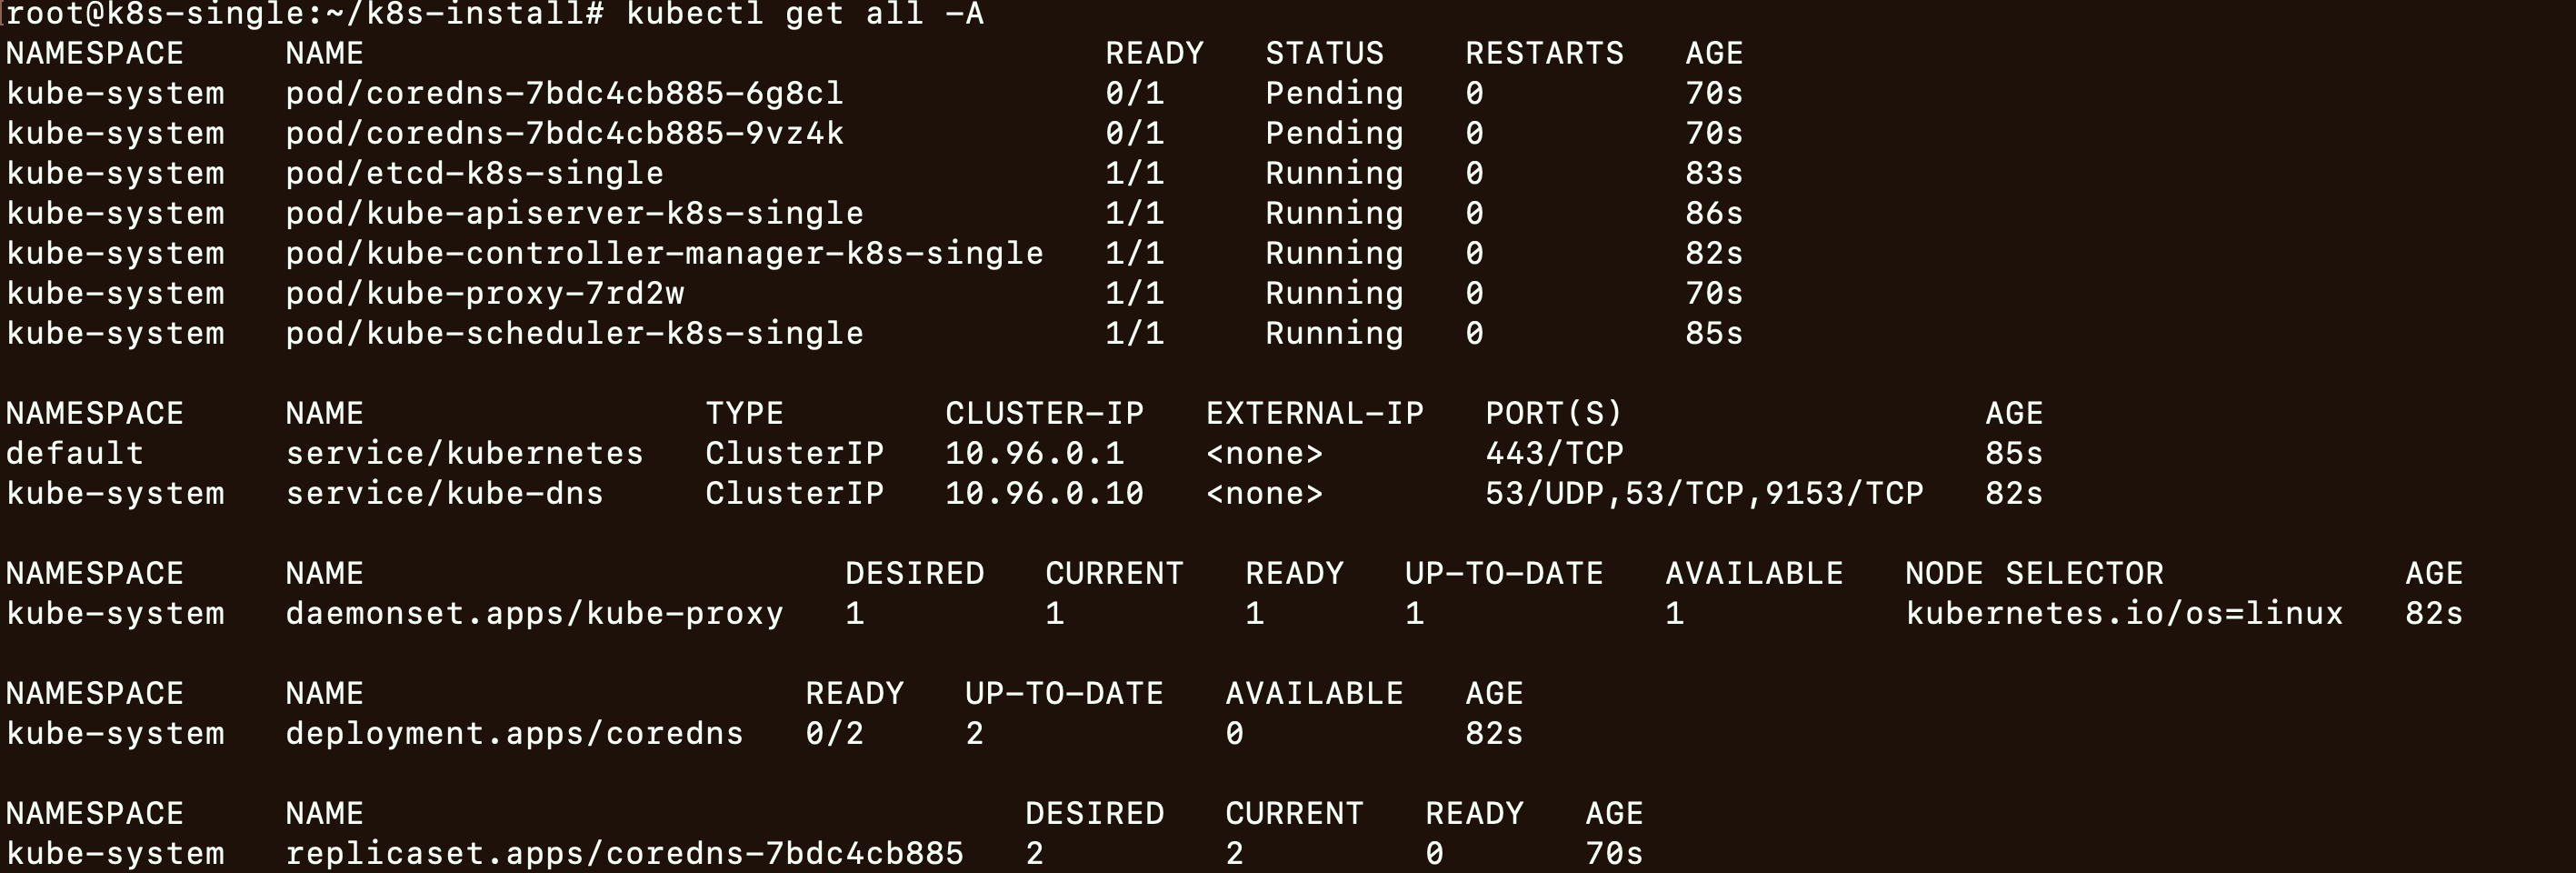 root@k8s-single:~/k8s-install# kubectl get all -A
NAMESPACE     NAME                                     READY   STATUS    RESTARTS   AGE
kube-system   pod/coredns-7bdc4cb885-6g8cl             0/1     Pending   0          70s
kube-system   pod/coredns-7bdc4cb885-9vz4k             0/1     Pending   0          70s
kube-system   pod/etcd-k8s-single                      1/1     Running   0          83s
kube-system   pod/kube-apiserver-k8s-single            1/1     Running   0          86s
kube-system   pod/kube-controller-manager-k8s-single   1/1     Running   0          82s
kube-system   pod/kube-proxy-7rd2w                     1/1     Running   0          70s
kube-system   pod/kube-scheduler-k8s-single            1/1     Running   0          85s
NAMESPACE     NAME                 TYPE        CLUSTER-IP   EXTERNAL-IP   PORT(S)                  AGE
default       service/kubernetes   ClusterIP   10.96.0.1    <none>        443/TCP                  85s
kube-system   service/kube-dns     ClusterIP   10.96.0.10   <none>        53/UDP,53/TCP,9153/TCP   82s
NAMESPACE     NAME                        DESIRED   CURRENT   READY   UP-TO-DATE   AVAILABLE   NODE SELECTOR            AGE
kube-system   daemonset.apps/kube-proxy   1         1         1       1            1           kubernetes.io/os=linux   82s
NAMESPACE     NAME                      READY   UP-TO-DATE   AVAILABLE   AGE
kube-system   deployment.apps/coredns   0/2     2            0           82s
NAMESPACE     NAME                                 DESIRED   CURRENT   READY   AGE
kube-system   replicaset.apps/coredns-7bdc4cb885   2         2         0       70s